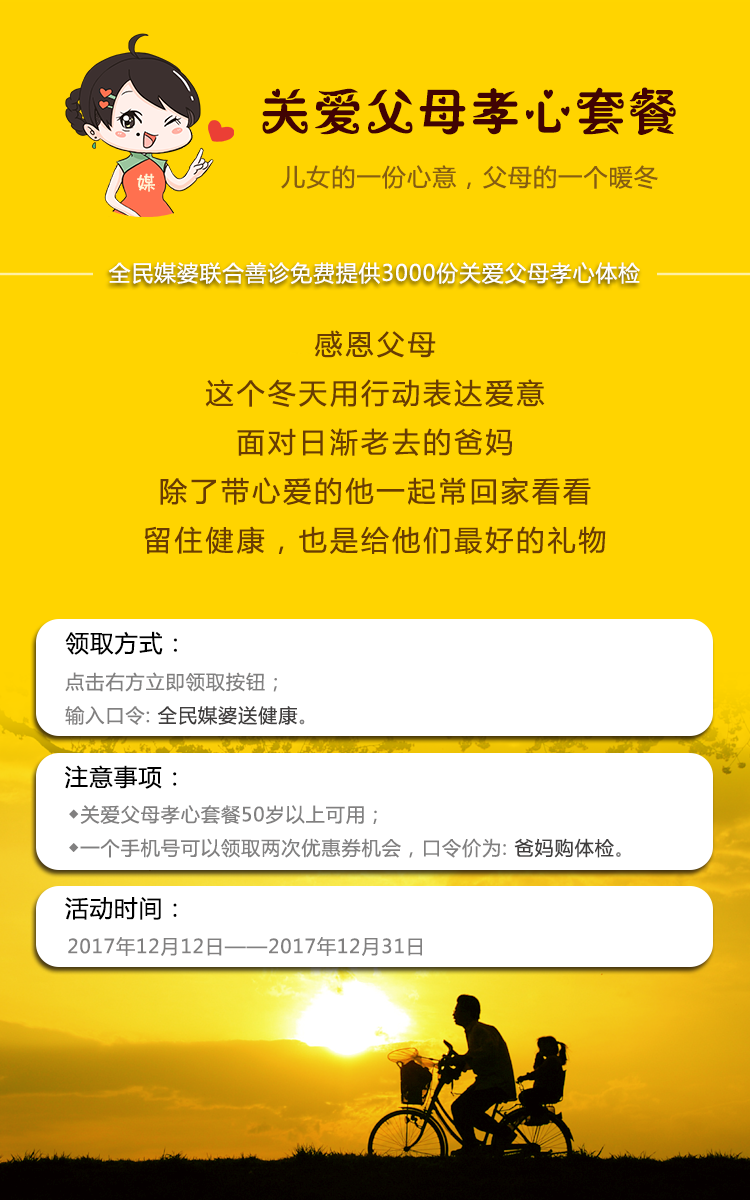 关爱父母孝心套餐
媒
儿女的一份心意，父母的一个暖冬
全民媒婆联合善诊免费提供3000份关爱父母孝心体检
感恩父母
这个冬天用行动表达爱意
面对日渐老去的爸妈
除了带心爱的他一起常回家看看
留住健康，也是给他们最好的礼物
领取方式：
点击右方立即领取按钮；
输入口令: 全民媒婆送健康。
注意事项：
◆关爱父母孝心套餐50岁以上可用；
◆一个手机号可以领取两次优惠券机会，口令价为: 爸妈购体检。
活动时间：
2017年12月12日——2017年12月31日